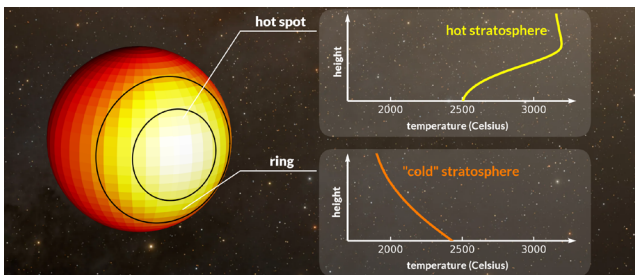 hot spot
hot stratosphere
height
2000 2500 3000
temperature (Celsius)
ring
"cold" stratosphere
height
2000 2500 3000
temperature (Celsius)